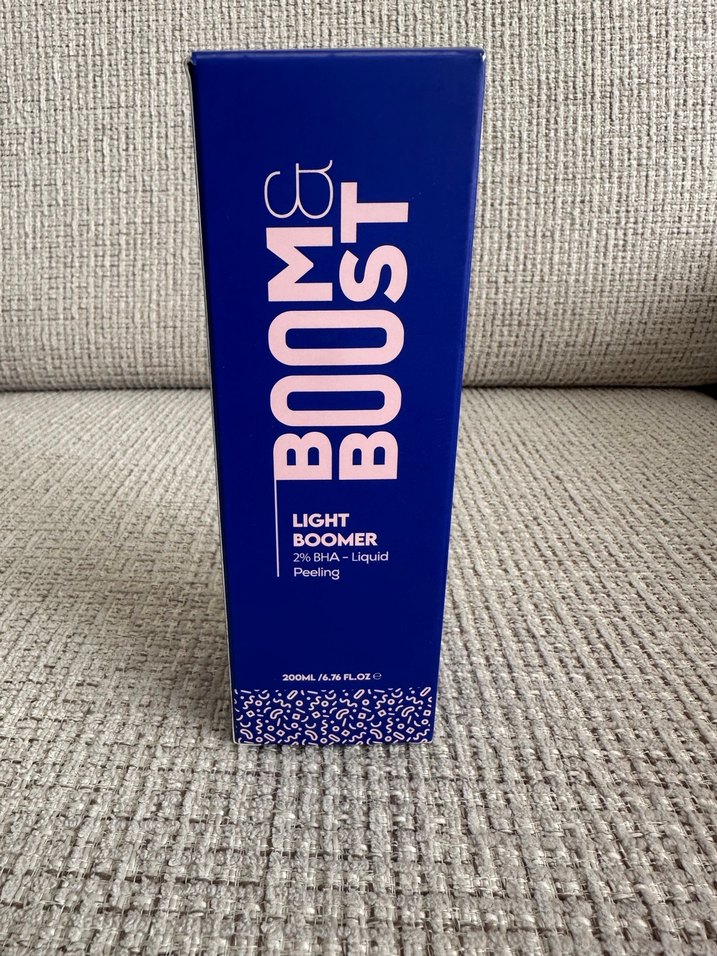 BOOM&
BOOST
LIGHT
BOOMER
2% BHA - Liquid
Peeling
200ML /6.76 FL.OZ ℮